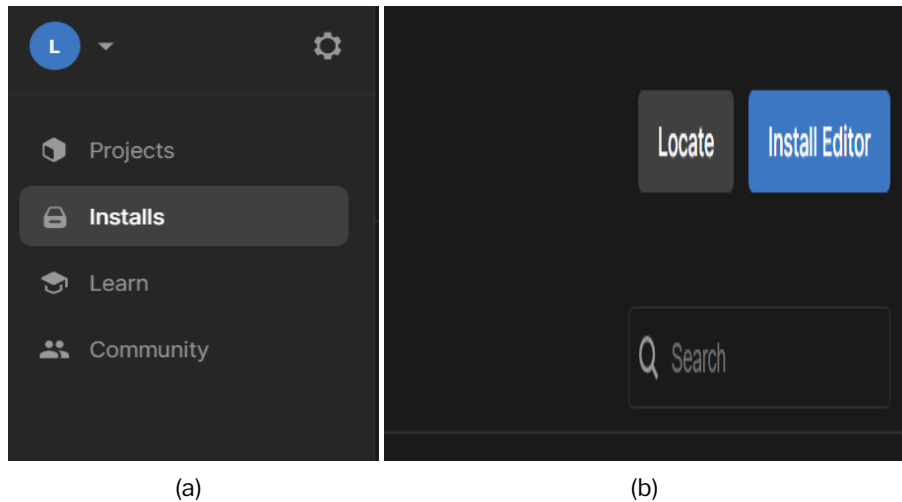 L
Projects
Installs
Learn
Community
Locate
Install Editor
Search
(a)
(b)